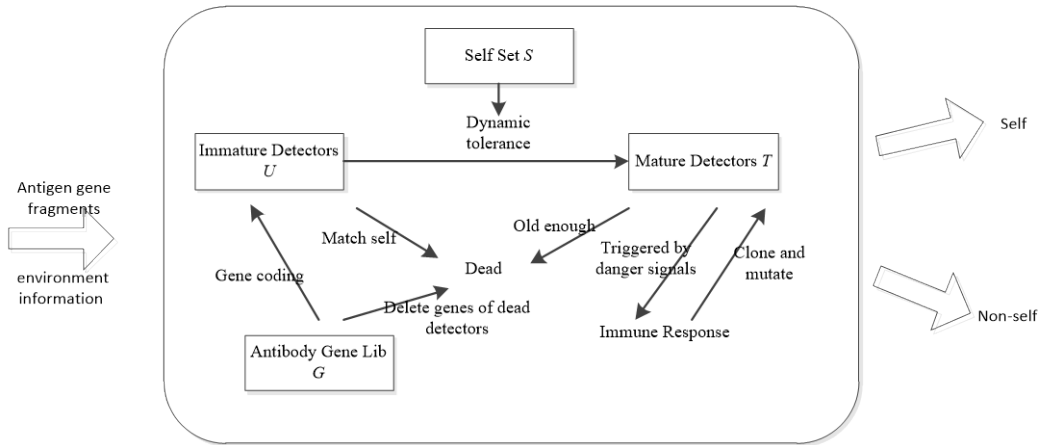 Self Set S
Dynamic
tolerance
Immature Detectors
U
Mature Detectors T
Antigen gene
fragments
environment
information
Match self
Old enough
Dead
Gene coding
Delete genes of dead
detectors
Triggered by
danger signals
Clone and
mutate
Immune Response
Antibody Gene Lib
G
Self
Non-self